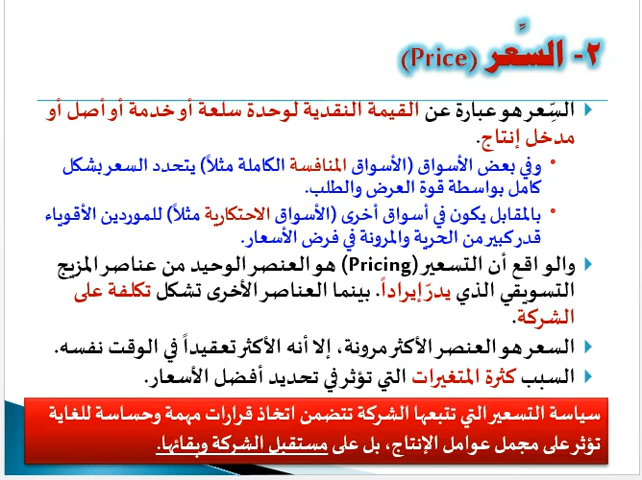 ٢- السّعر (Price)
السِّعر هو عبارة عن القيمة النقدية لوحدة سلعة أو خدمة أو أصل أو
مدخل إنتاج.
وفي بعض الأسواق (الأسواق المنافسة الكاملة مثلاً) يتحدد السعر بشكل
كامل بواسطة قوة العرض والطلب.
بالمقابل يكون في أسواق أخرى (الأسواق الاحتكارية مثلاً) للموردين الأقوياء
قدر كبير من الحرية والمرونة في فرض الأسعار.
والواقع أن التسعير (Pricing) هو العنصر الوحيد من عناصر المزيج
التسويقي الذي يدرّ إيراداً. بينما العناصر الأخرى تشكل تكلفة على
الشركة.
السعر هو العنصر الأكثر مرونة، إلا أنه الأكثر تعقيداً في الوقت نفسه.
السبب كثرة المتغيرات التي تؤثر في تحديد أفضل الأسعار.
سياسة التسعير التي تتبعها الشركة تتضمن اتخاذ قرارات مهمة وحساسة للغاية
تؤثر على مجمل عوامل الإنتاج، بل على مستقبل الشركة وبقائها.